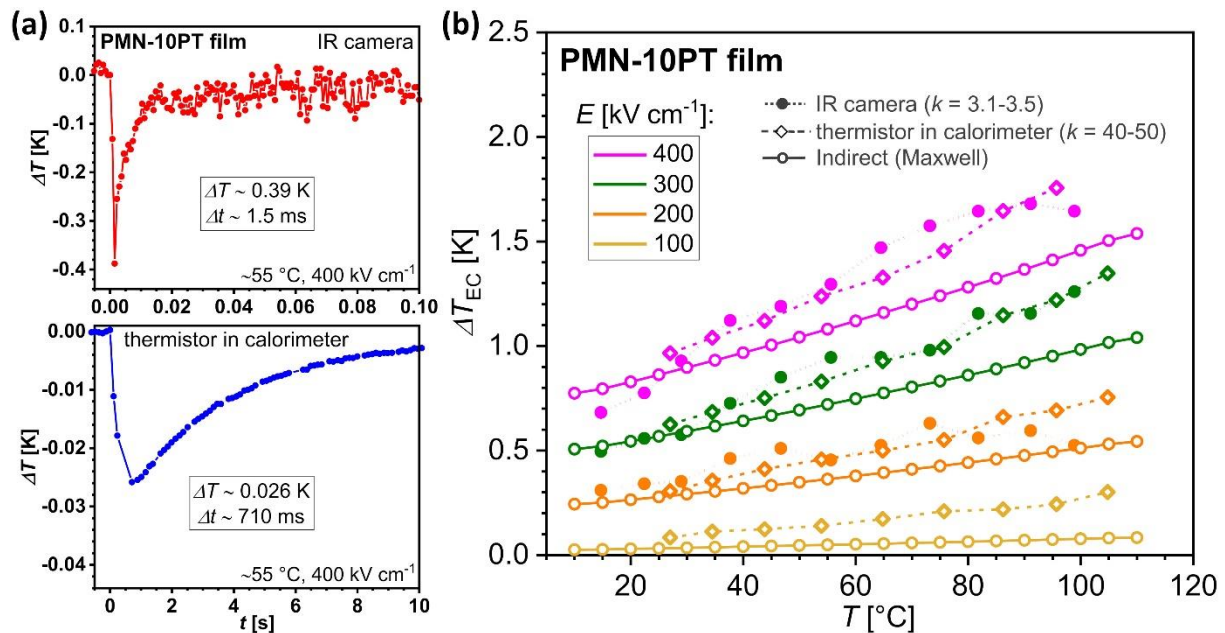 (a)
PMN-10PT film IR camera
0.0
-0.1
-0.2
-0.3
-0.4
ΔT [K]
ΔT ~ 0.39 K
Δt ~ 1.5 ms
~55 °C, 400 kV cm⁻¹
0.00 0.02 0.04 0.06 0.08 0.10
thermistor in calorimeter
0.00
-0.01
-0.02
-0.03
-0.04
ΔT [K]
ΔT ~ 0.026 K
Δt ~ 710 ms
~55 °C, 400 kV cm⁻¹
0 2 4 6 8 10
t [s]
(b)
PMN-10PT film
E [kV cm⁻¹]:
400
300
200
100
IR camera (k = 3.1-3.5)
thermistor in calorimeter (k = 40-50)
Indirect (Maxwell)
2.5
2.0
1.5
1.0
0.5
0.0
ΔT_EC [K]
20 40 60 80 100 120
T [°C]